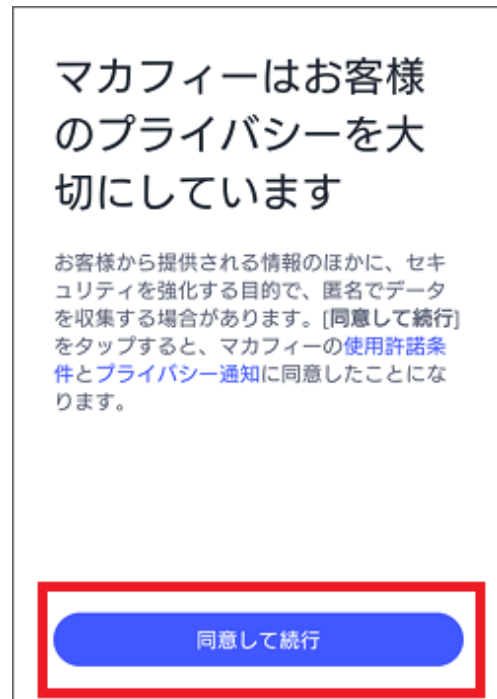 マカフィーはお客様
のプライバシーを大
切にしています
お客様から提供される情報のほかに、セキ
ュリティを強化する目的で、匿名でデータ
を収集する場合があります。[同意して続行]
をタップすると、マカフィーの使用許諾条
件とプライバシー通知に同意したことにな
ります。
同意して続行